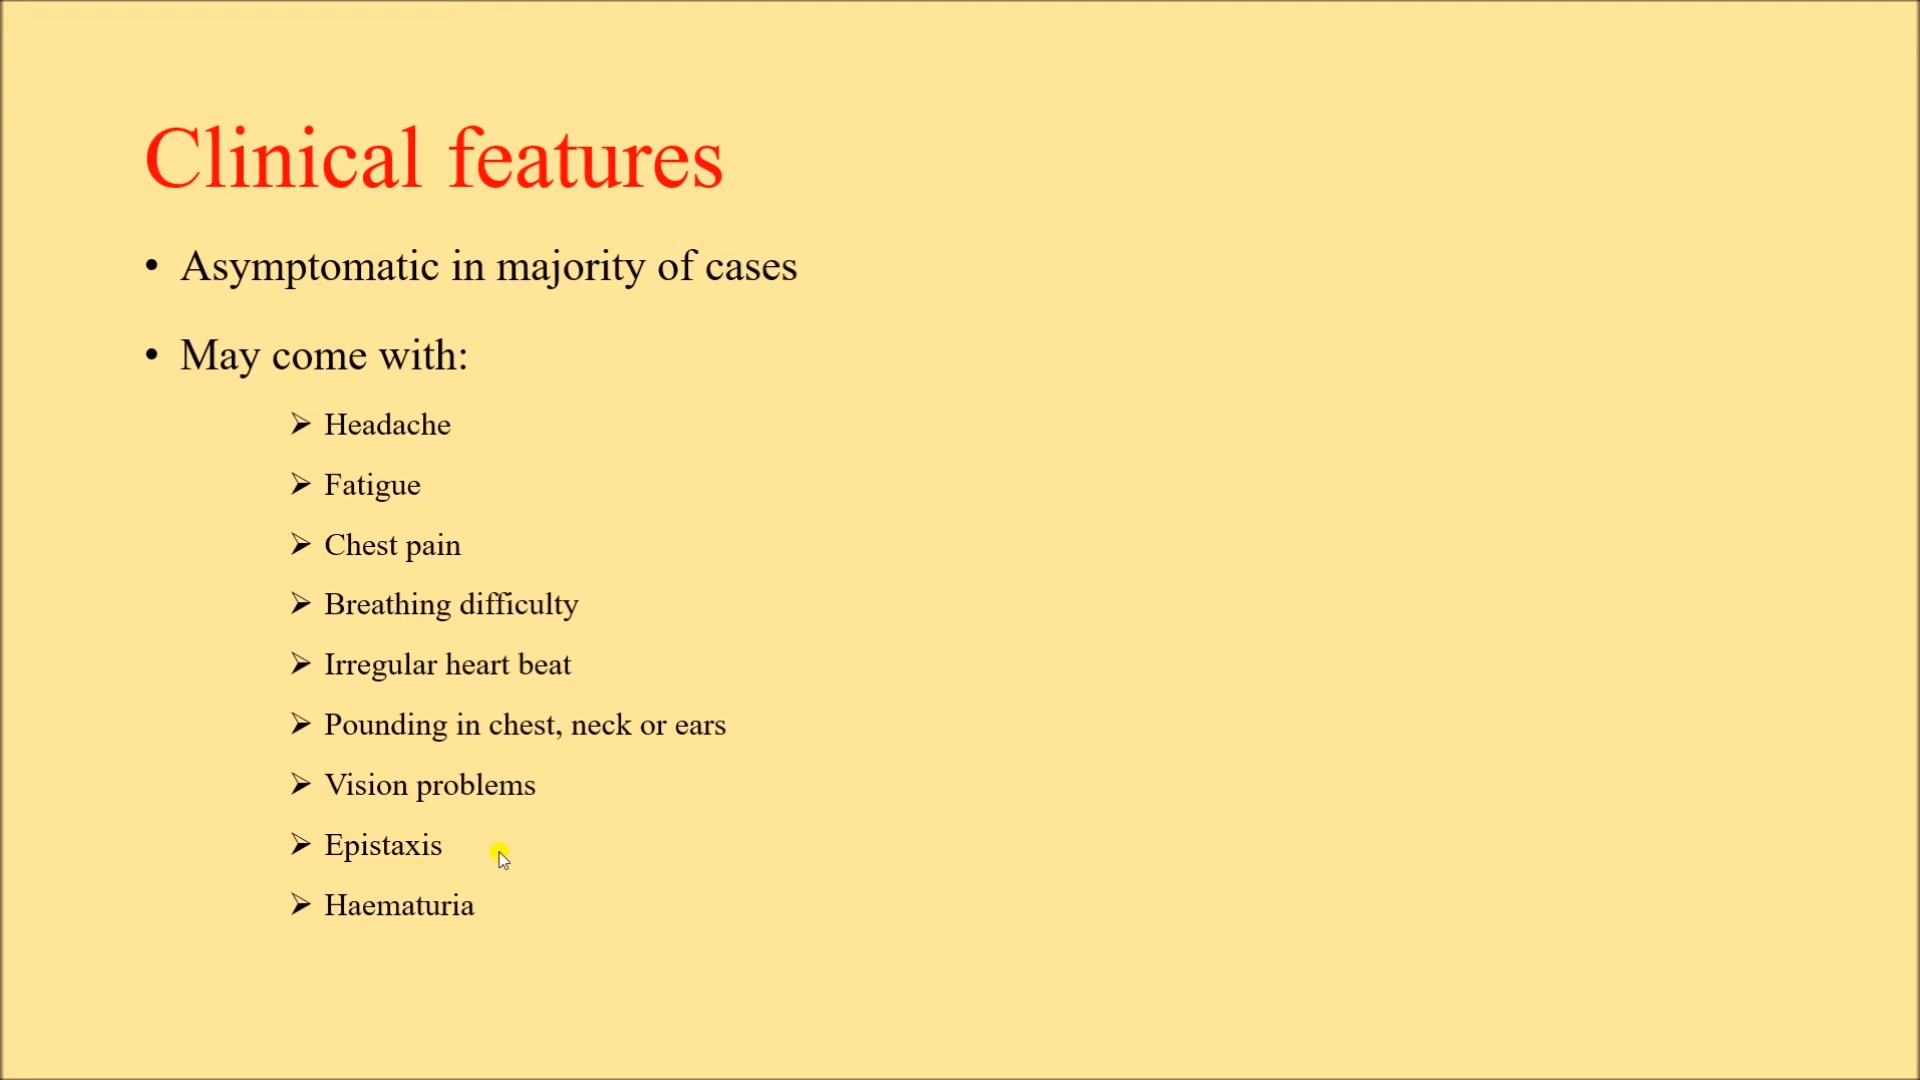 Clinical features
• Asymptomatic in majority of cases
• May come with:
➢ Headache
➢ Fatigue
➢ Chest pain
➢ Breathing difficulty
➢ Irregular heart beat
➢ Pounding in chest, neck or ears
➢ Vision problems
➢ Epistaxis
➢ Haematuria